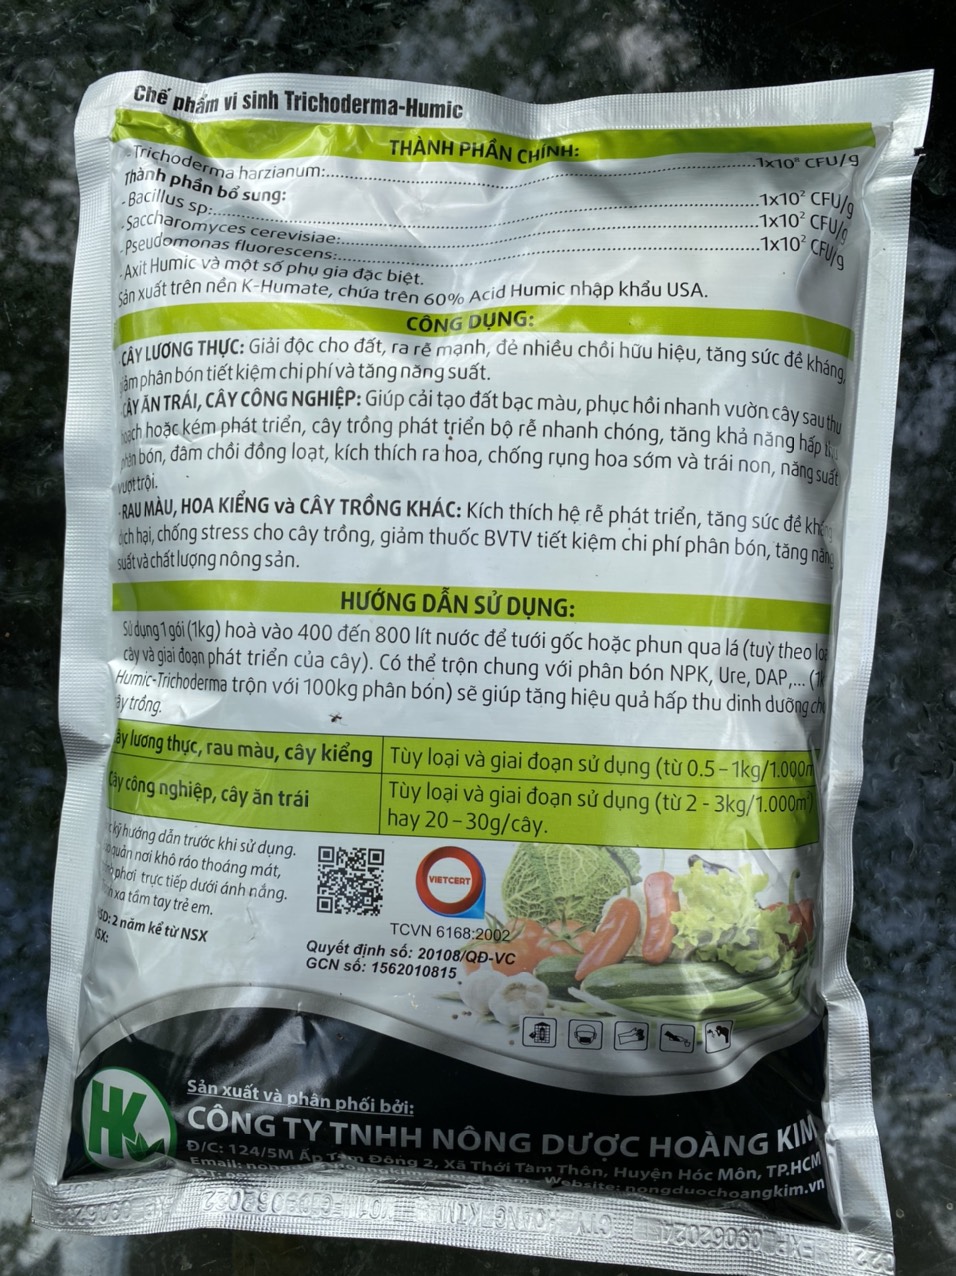 Chế phẩm vi sinh Trichoderma-Humic
THÀNH PHẦN CHÍNH:
-Trichoderma harzianum:....1x10⁸ CFU/g
Thành phần bổ sung:
-Bacillus sp:....1x10² CFU/g
-Saccharomyces cerevisiae:....1x10² CFU/g
-Pseudomonas fluorescens:....1x10² CFU/g
-Axit Humic và một số phụ gia đặc biệt.
Sản xuất trên nền K-Humate, chứa trên 60% Acid Humic nhập khẩu USA.
CÔNG DỤNG:
-CÂY LƯƠNG THỰC: Giải độc cho đất, ra rễ mạnh, đẻ nhiều chồi hữu hiệu, tăng sức đề kháng,
giảm phân bón tiết kiệm chi phí và tăng năng suất.
-CÂY ĂN TRÁI, CÂY CÔNG NGHIỆP: Giúp cải tạo đất bạc màu, phục hồi nhanh vườn cây sau thu
hoạch hoặc kém phát triển, cây trồng phát triển bộ rễ nhanh chóng, tăng khả năng hấp
phân bón, đâm chồi đồng loạt, kích thích ra hoa, chống rụng hoa sớm và trái non, năng suất
vượt trội.
-RAU MÀU, HOA KIỂNG và CÂY TRỒNG KHÁC: Kích thích hệ rễ phát triển, tăng sức đề kháng
dịch hại, chống stress cho cây trồng, giảm thuốc BVTV tiết kiệm chi phí phân bón, tăng năng
suất và chất lượng nông sản.
HƯỚNG DẪN SỬ DỤNG:
Sử dụng 1 gói (1kg) hoà vào 400 đến 800 lít nước để tưới gốc hoặc phun qua lá (tuỳ theo
cây và giai đoạn phát triển của cây). Có thể trộn chung với phân bón NPK, Ure, DAP,...
Humic-Trichoderma trộn với 100kg phân bón) sẽ giúp tăng hiệu quả hấp thu dinh dưỡng
cây trồng.
Cây lương thực, rau màu, cây kiểng Tùy loại và giai đoạn sử dụng (từ 0.5 – 1kg/1.000m
Cây công nghiệp, cây ăn trái Tùy loại và giai đoạn sử dụng (từ 2 - 3kg/1.000m²)
hay 20 – 30g/cây.
kỹ hướng dẫn trước khi sử dụng.
quản nơi khô ráo thoáng mát,
phơi trực tiếp dưới ánh nắng.
xa tầm tay trẻ em.
HSD: 2 năm kể từ NSX
NSX:
VIETCERT
TCVN 6168:2002
Quyết định số: 20108/QĐ-VC
GCN số: 1562010815
HK
Sản xuất và phân phối bởi:
CÔNG TY TNHH NÔNG DƯỢC HOÀNG KIM
Đ/C: 124/5M Ấp Tam Đông 2, Xã Thới Tam Thôn, Huyện Hóc Môn, TP.HCM
Email: Website: nongduochoangkim.vn